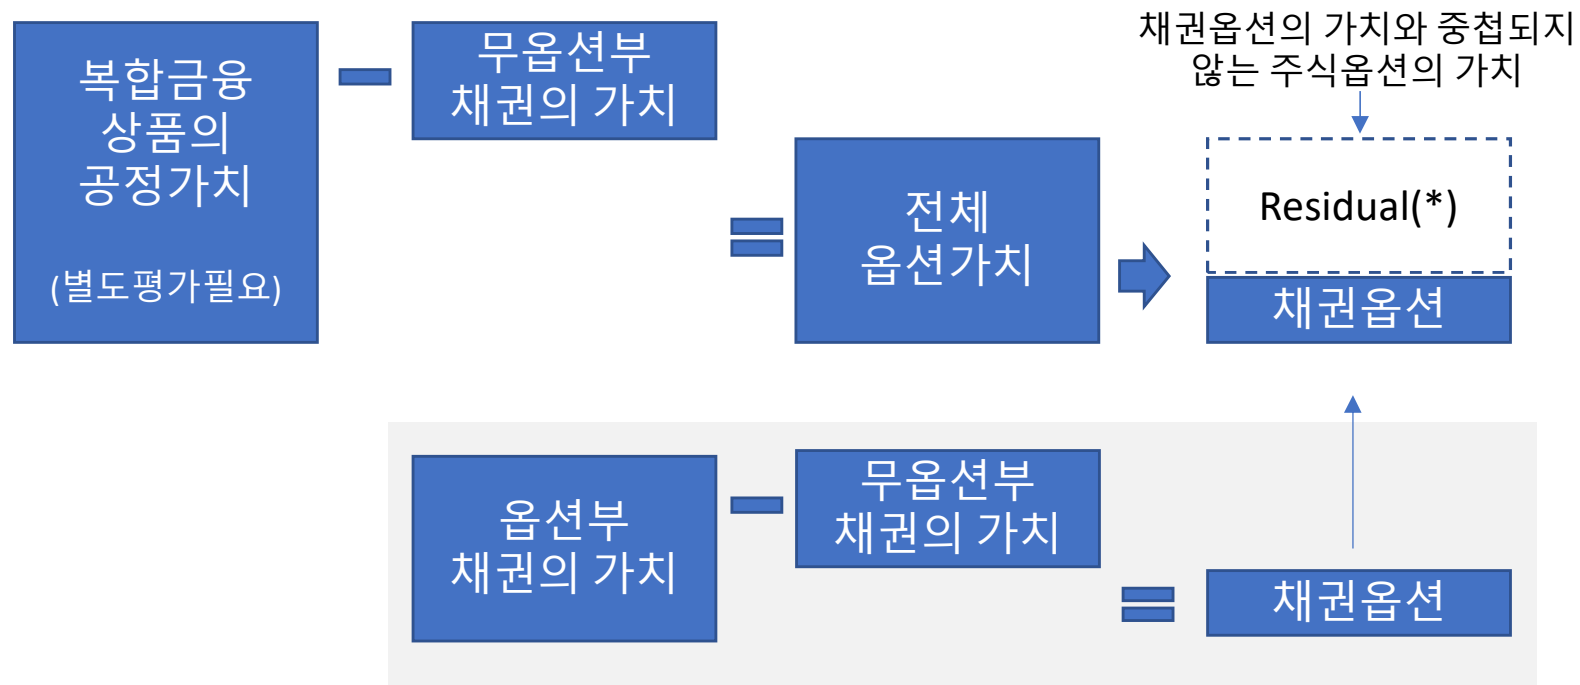 복합금융
상품의
공정가치
(별도평가필요)
무옵션부
채권의 가치
전체
옵션가치
채권옵션의 가치와 중첩되지
않는 주식옵션의 가치
Residual(*)
채권옵션
옵션부
채권의 가치
무옵션부
채권의 가치
채권옵션